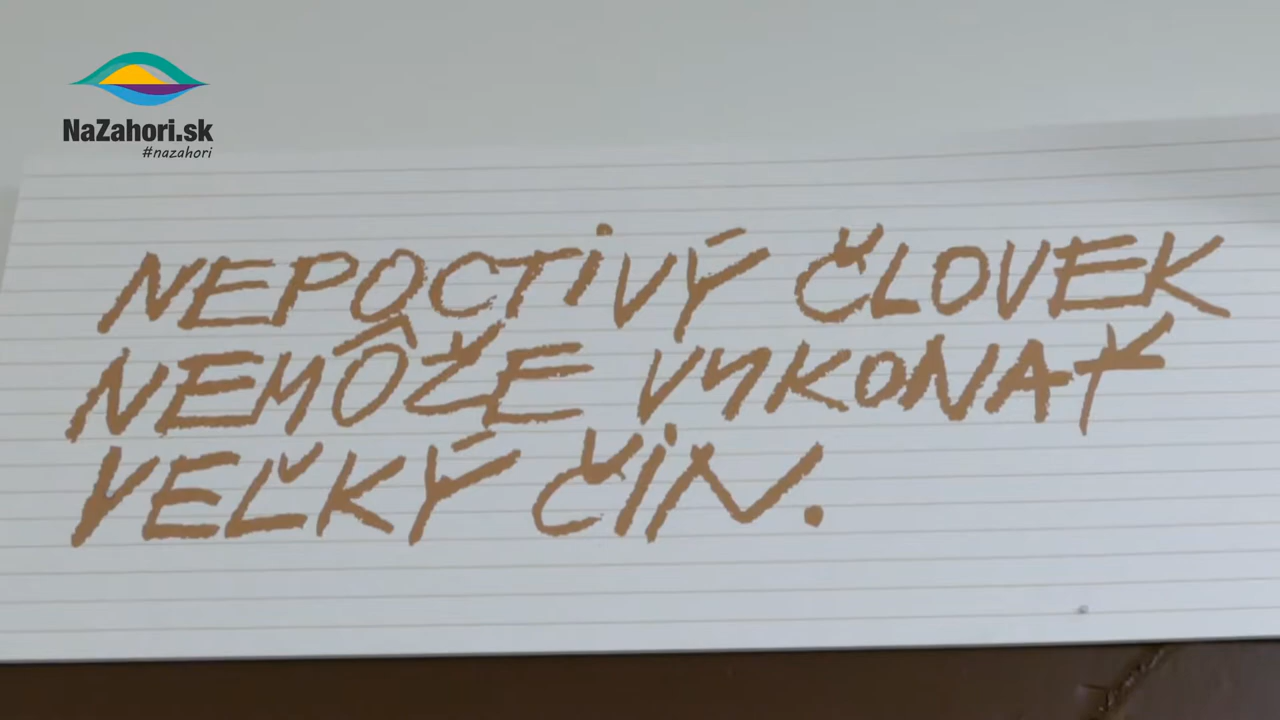 NaZahori.sk
#nazahori
NEPOCTIVÝ ČLOVEK
NEMÔŽE VYKONAŤ
VEĽKÝ ČIN.